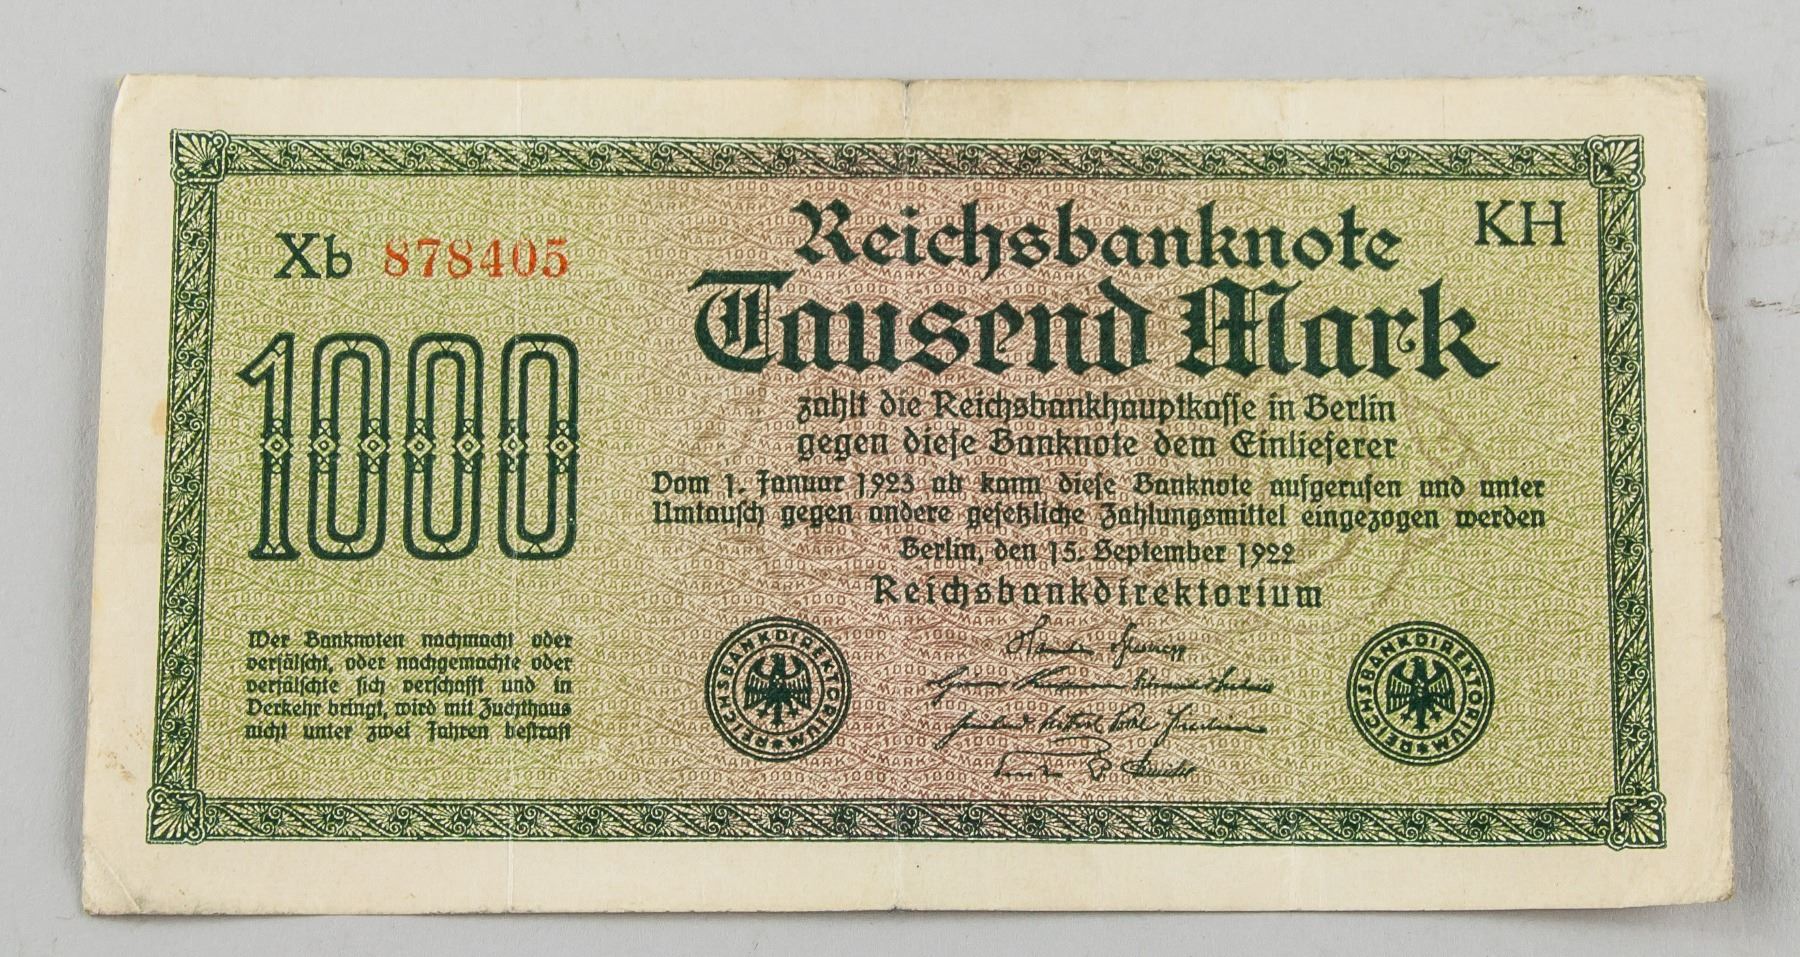 Xb 878405
Reichsbanknote
KH
Tausend Mark
1000
zahlt die Reichsbankhauptkasse in Berlin
gegen diese Banknote dem Einlieferer
Vom 1. Januar 1923 ab kann diese Banknote aufgerufen und unter
Umtausch gegen andere gesetzliche Zahlungsmittel eingezogen werden
Berlin, den 15. September 1922
Reichsbankdirektorium
Wer Banknoten nachmacht oder
verfälscht, oder nachgemachte oder
verfälschte sich verschafft und in
Verkehr bringt, wird mit Zuchthaus
nicht unter zwei Jahren bestraft
REICHSBANKDIREKTORIUM
REICHSBANKDIREKTORIUM